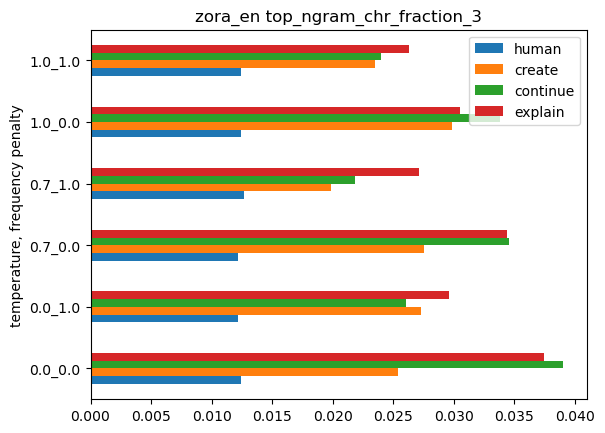 zora_en top_ngram_chr_fraction_3
human
create
continue
explain
temperature, frequency penalty
1.0_1.0
1.0_0.0
0.7_1.0
0.7_0.0
0.0_1.0
0.0_0.0
0.000 0.005 0.010 0.015 0.020 0.025 0.030 0.035 0.040